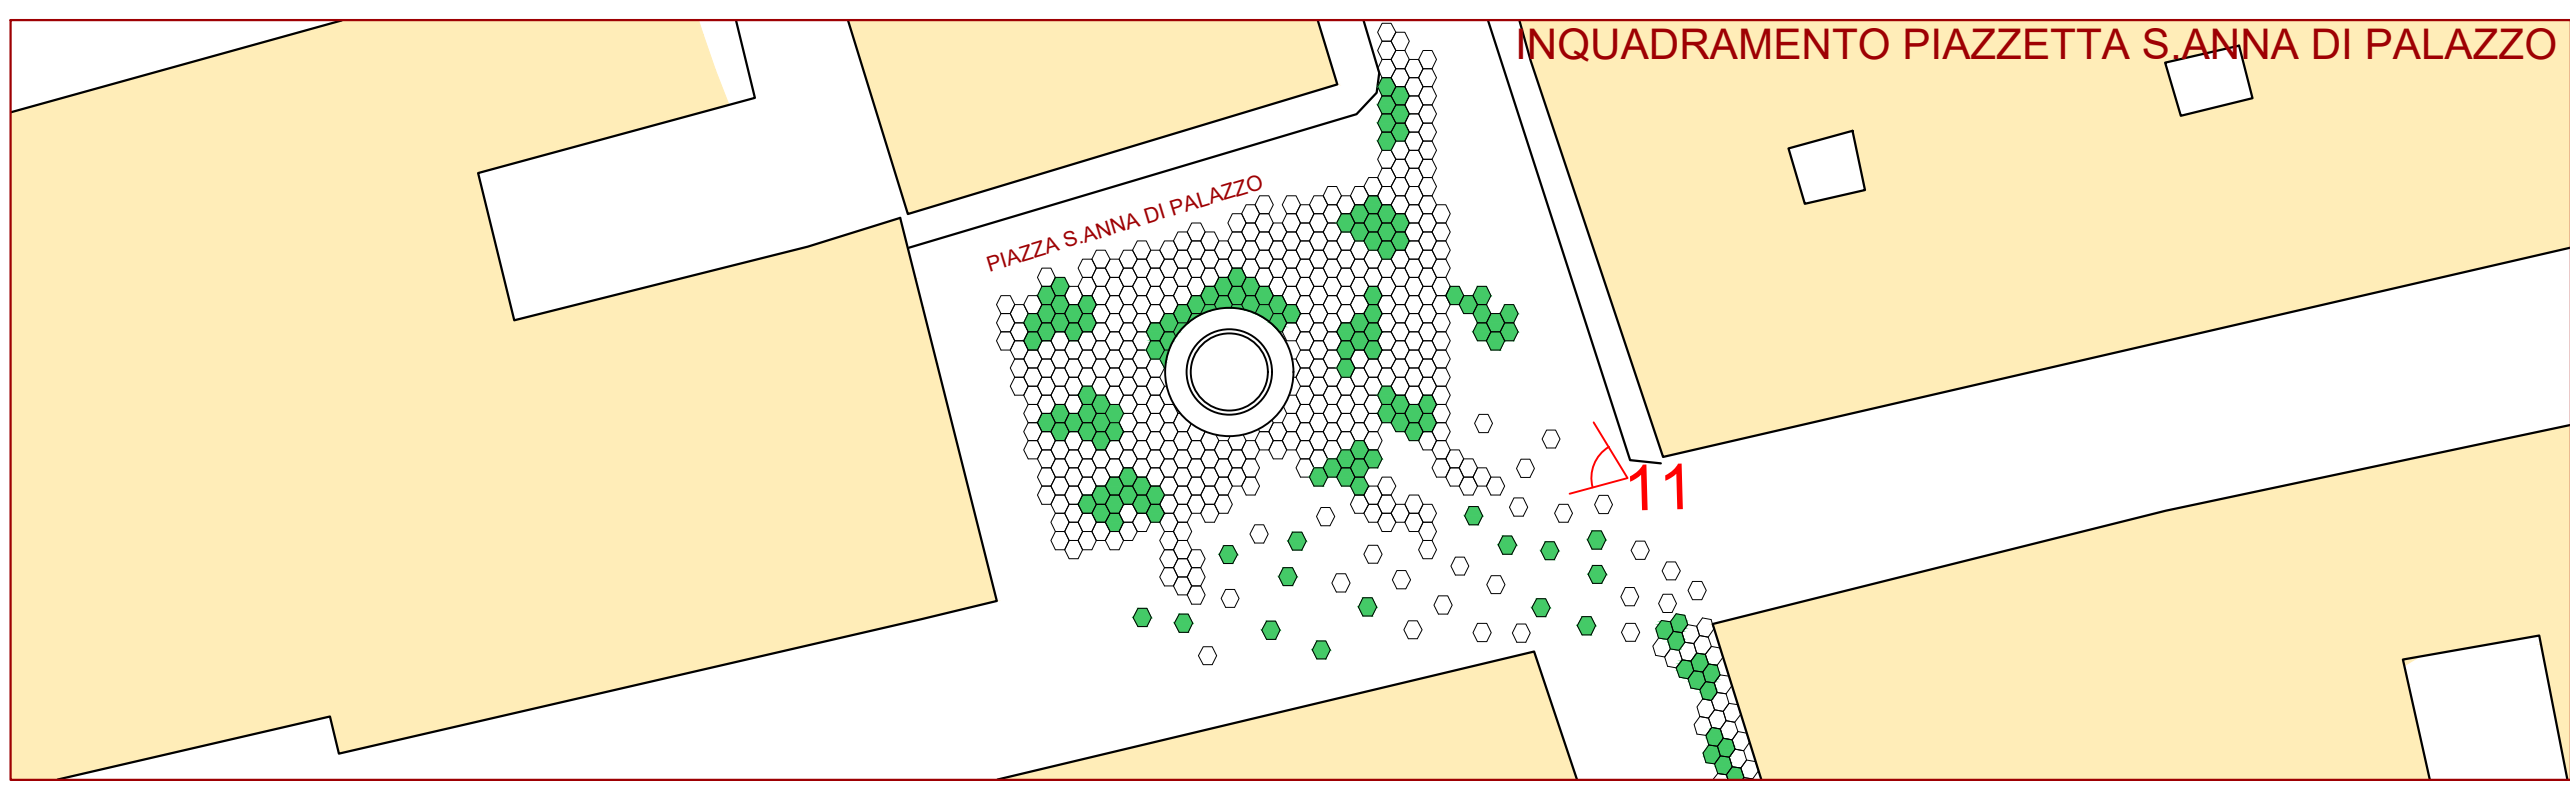 INQUADRAMENTO PIAZZETTA S.ANNA DI PALAZZO
PIAZZA S.ANNA DI PALAZZO
11